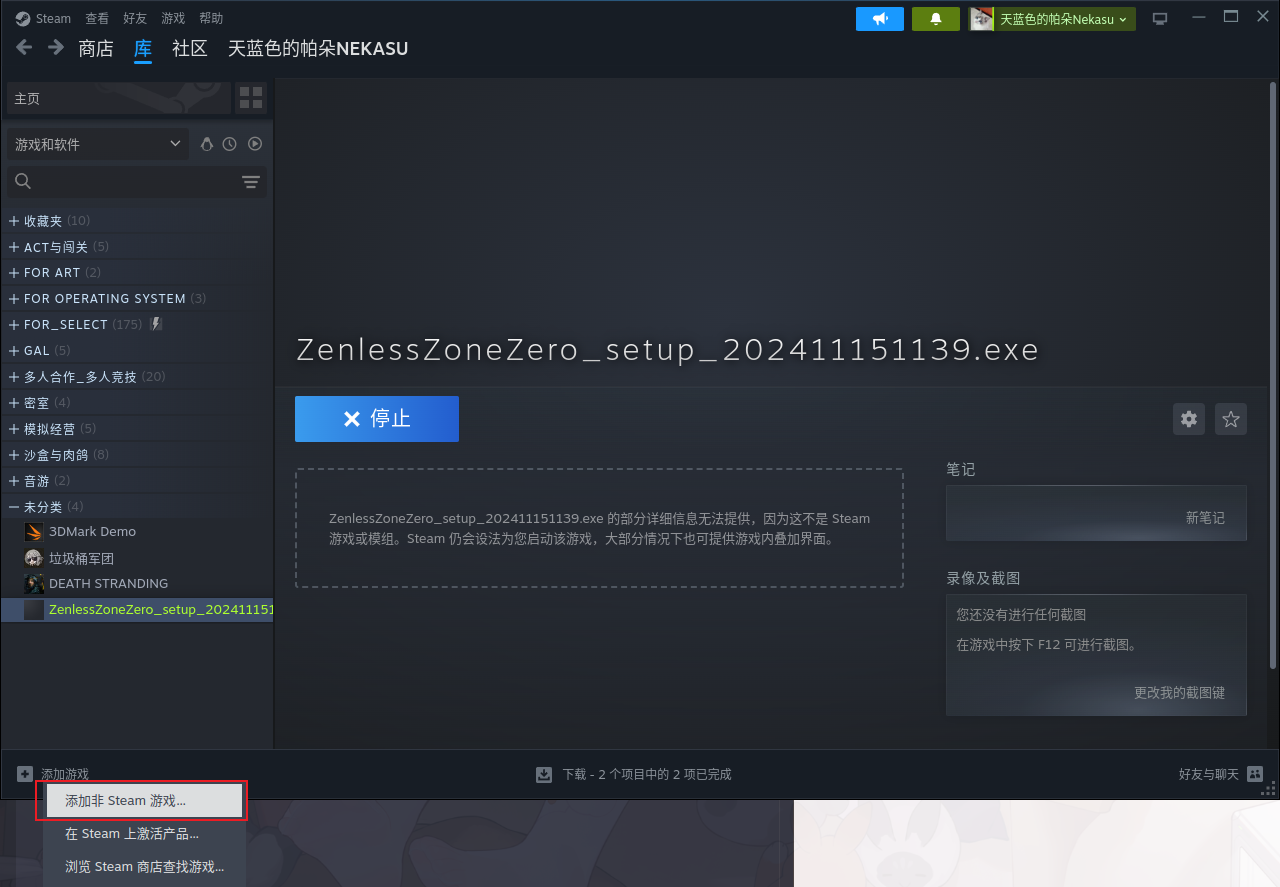 Steam 查看 好友 游戏 帮助
天蓝色的帕朵Nekasu
商店 库 社区 天蓝色的帕朵NEKASU
主页
游戏和软件
收藏夹 (10)
ACT与闯关 (5)
FOR ART (2)
FOR OPERATING SYSTEM (3)
FOR_SELECT (175)
GAL (5)
多人合作_多人竞技 (20)
密室 (4)
模拟经营 (5)
沙盒与肉鸽 (8)
音游 (2)
未分类 (4)
3DMark Demo
垃圾桶军团
DEATH STRANDING
ZenlessZoneZero_setup_202411151
ZenlessZoneZero_setup_202411151139.exe
停止
ZenlessZoneZero_setup_202411151139.exe 的部分详细信息无法提供，因为这不是 Steam
游戏或模组。Steam 仍会设法为您启动该游戏，大部分情况下也可提供游戏内叠加界面。
笔记
新笔记
录像及截图
您还没有进行任何截图
在游戏中按下 F12 可进行截图。
更改我的截图键
添加游戏
下载 - 2 个项目中的 2 项已完成
好友与聊天
添加非 Steam 游戏...
在 Steam 上激活产品...
浏览 Steam 商店查找游戏...